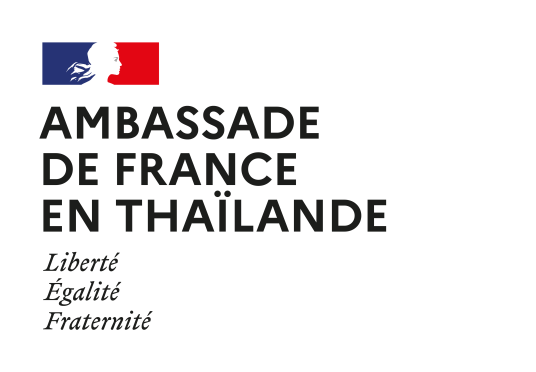 AMBASSADE
DE FRANCE
EN THAÏLANDE
Liberté
Égalité
Fraternité